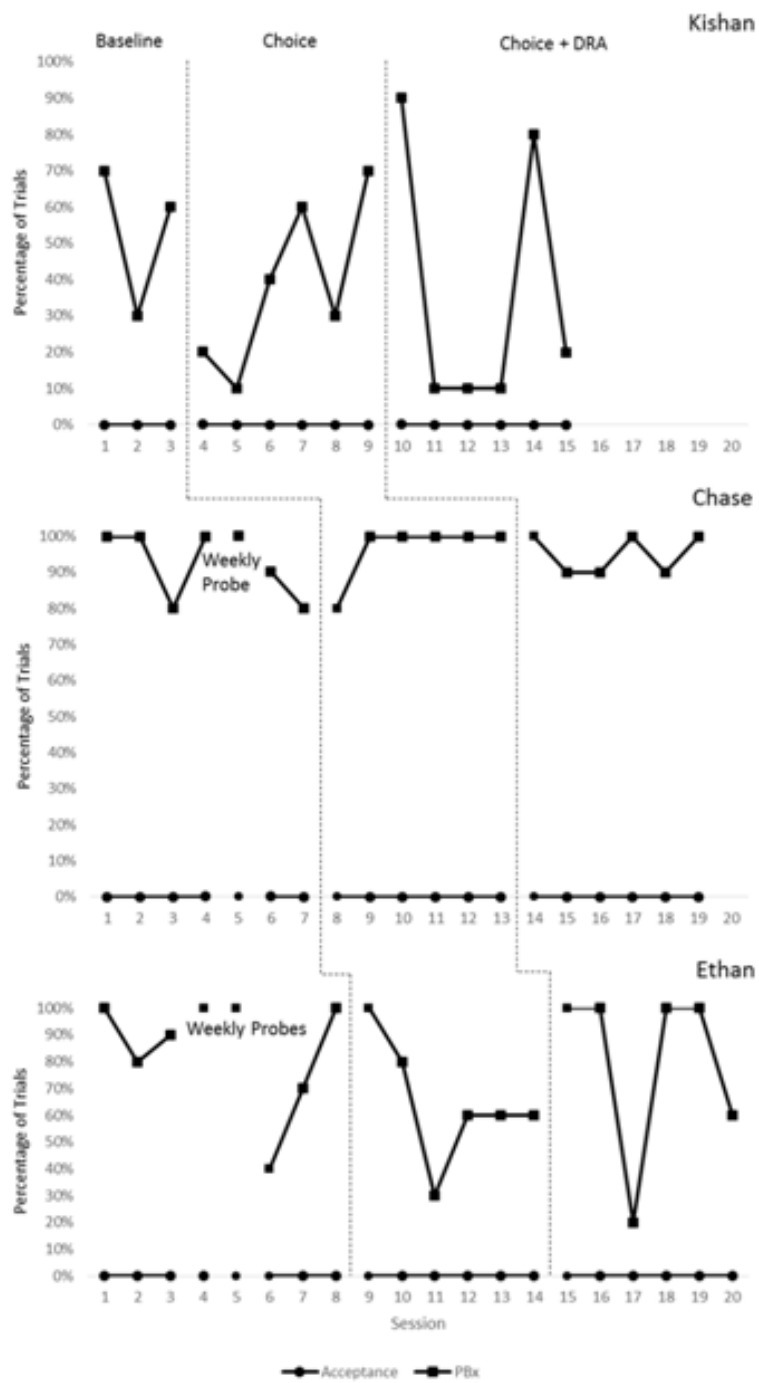 Kishan
Baseline Choice Choice + DRA
Percentage of Trials
100%
90%
80%
70%
60%
50%
40%
30%
20%
10%
0%
1 2 3 4 5 6 7 8 9 10 11 12 13 14 15 16 17 18 19 20
Chase
Percentage of Trials
100%
90%
80%
70%
60%
50%
40%
30%
20%
10%
0%
Weekly
Probe
1 2 3 4 5 6 7 8 9 10 11 12 13 14 15 16 17 18 19 20
Ethan
Percentage of Trials
100%
90%
80%
70%
60%
50%
40%
30%
20%
10%
0%
Weekly Probes
1 2 3 4 5 6 7 8 9 10 11 12 13 14 15 16 17 18 19 20
Session
Acceptance PBx